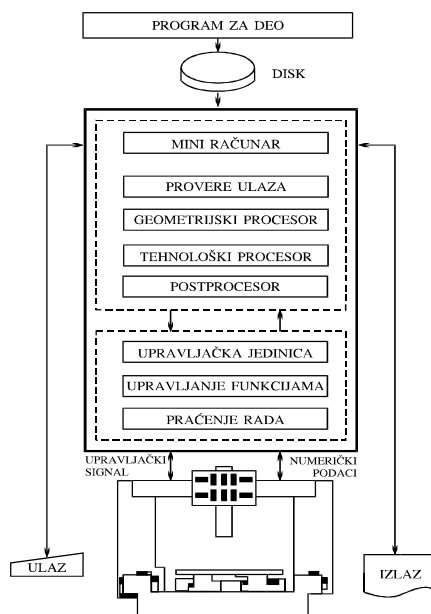 PROGRAM ZA DEO
DISK
MINI RAČUNAR
PROVERE ULAZA
GEOMETRIJSKI PROCESOR
TEHNOLOŠKI PROCESOR
POSTPROCESOR
UPRAVLJAČKA JEDINICA
UPRAVLJANJE FUNKCIJAMA
PRAĆENJE RADA
UPRAVLJAČKI
SIGNAL
NUMERIČKI
PODACI
ULAZ
IZLAZ